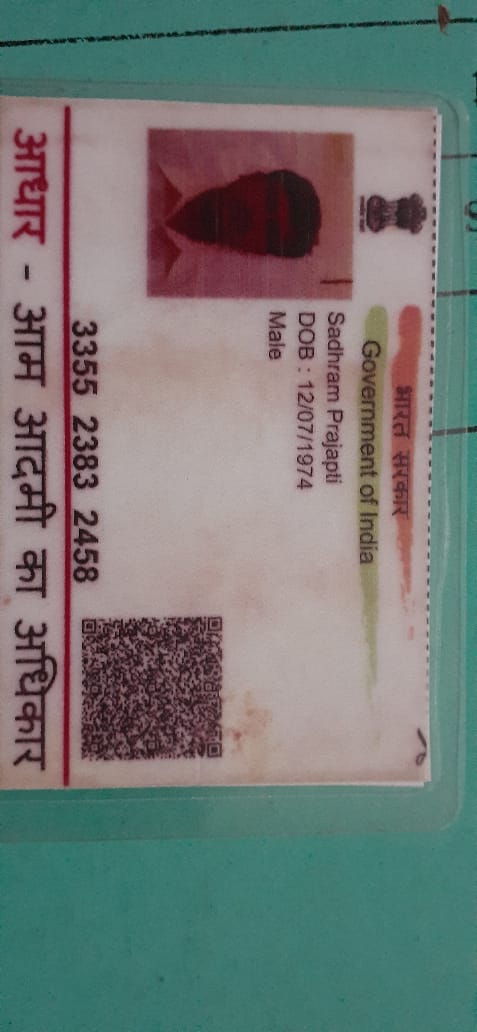 भारत सरकार
Government of India
Sadhram Prajapti
DOB : 12/07/1974
Male
3355 2383 2458
आधार - आम आदमी का अधिकार